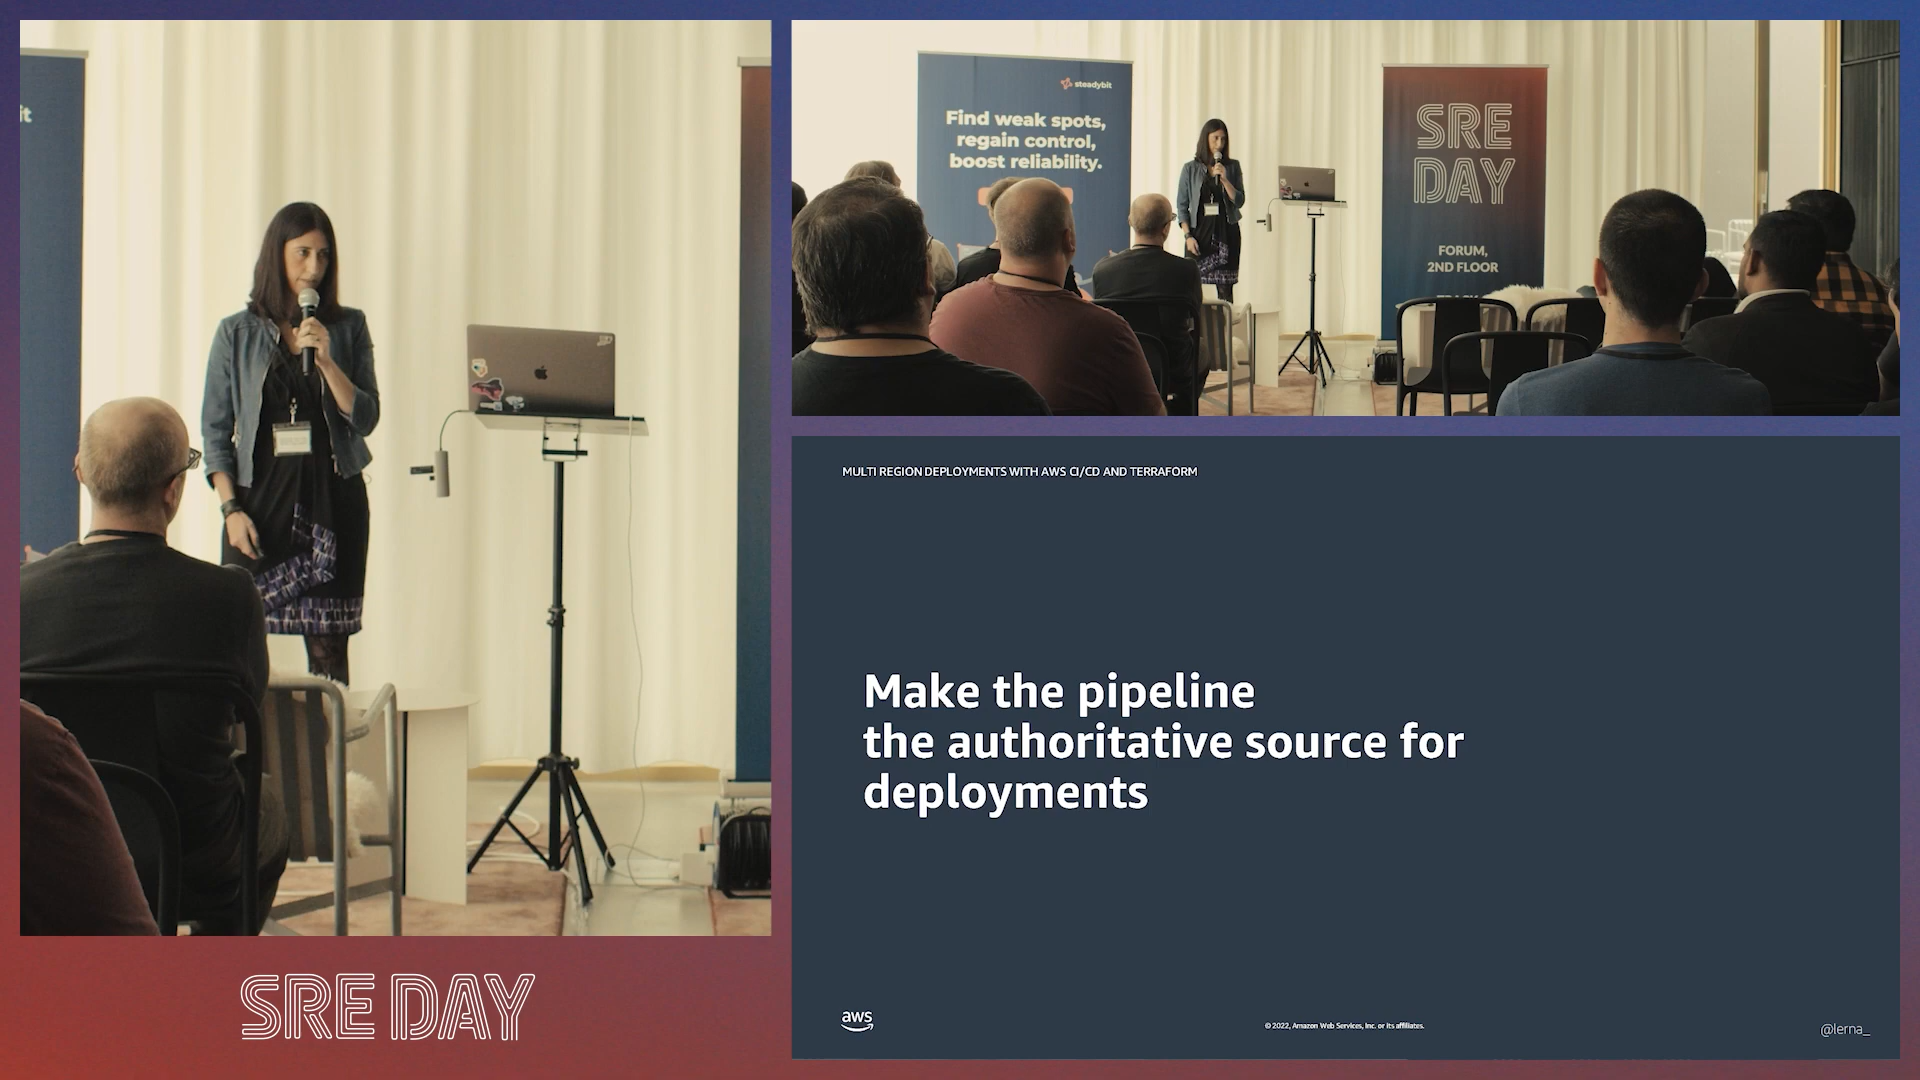 it
steadybit
Find weak spots,
regain control,
boost reliability.
SRE
DAY
FORUM,
2ND FLOOR
MULTI REGION DEPLOYMENTS WITH AWS CI/CD AND TERRAFORM
Make the pipeline
the authoritative source for
deployments
aws
© 2022, Amazon Web Services, Inc. or its affiliates.
@lerna_
SRE DAY